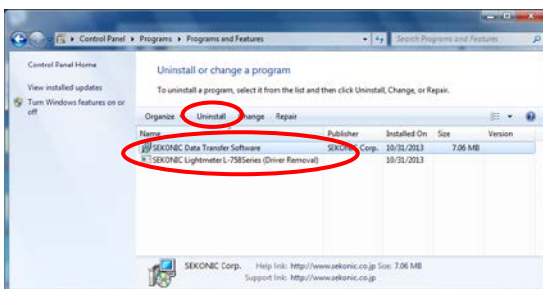 Control Panel ▸ Programs ▸ Programs and Features
Search Programs and Features
Control Panel Home
View installed updates
Turn Windows features on or
off
Uninstall or change a program
To uninstall a program, select it from the list and then click Uninstall, Change, or Repair.
Organize Uninstall Change Repair
Name Publisher Installed On Size Version
SEKONIC Data Transfer Software SEKONIC Corp. 10/31/2013 7.06 MB
SEKONIC Lightmeter L-758Series (Driver Removal) 10/31/2013
SEKONIC Corp. Help link: http://www.sekonic.co.jp Size: 7.06 MB
Support link: http://www.sekonic.co.jp